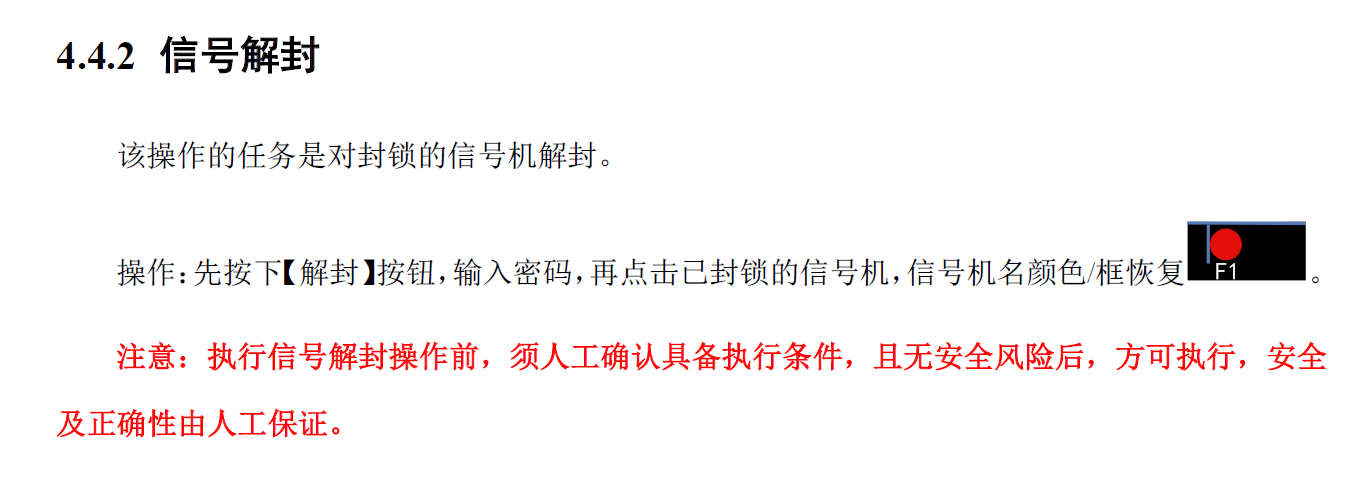 4.4.2 信号解封
该操作的任务是对封锁的信号机解封。
操作：先按下【解封】按钮，输入密码，再点击已封锁的信号机，信号机名颜色/框恢复 F1 。
注意：执行信号解封操作前，须人工确认具备执行条件，且无安全风险后，方可执行，安全
及正确性由人工保证。